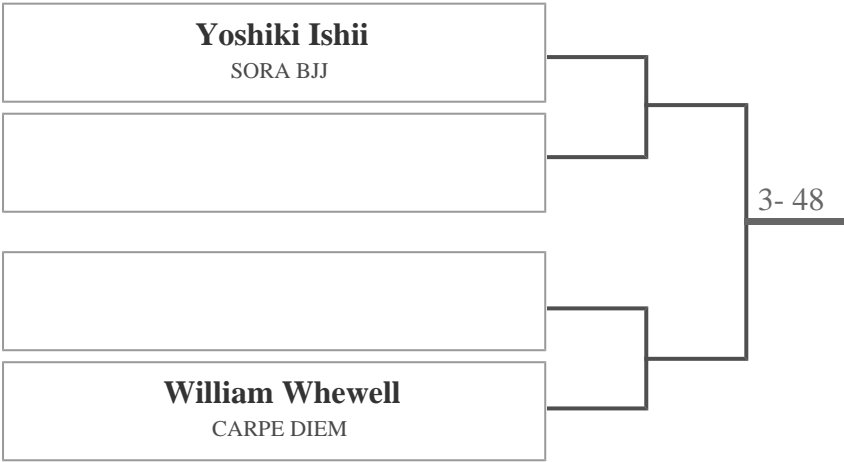 Yoshiki Ishii
SORA BJJ
3- 48
William Whewell
CARPE DIEM